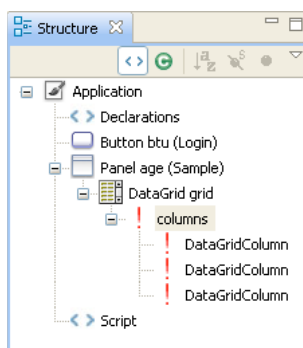 Structure
Application
Declarations
Button btu (Login)
Panel age (Sample)
DataGrid grid
columns
DataGridColumn
DataGridColumn
DataGridColumn
Script